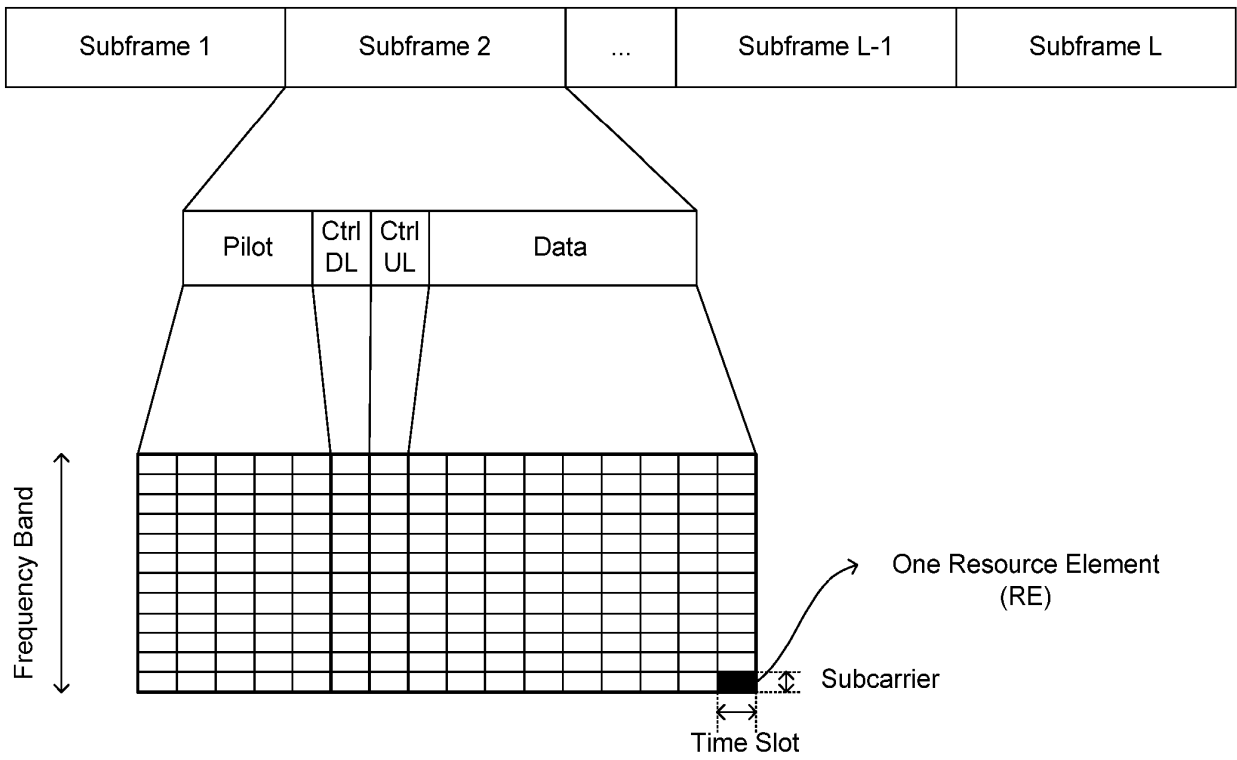 Subframe 1
Subframe 2
...
Subframe L-1
Subframe L
Pilot
Ctrl
DL
Ctrl
UL
Data
Frequency Band
One Resource Element
(RE)
Subcarrier
Time Slot